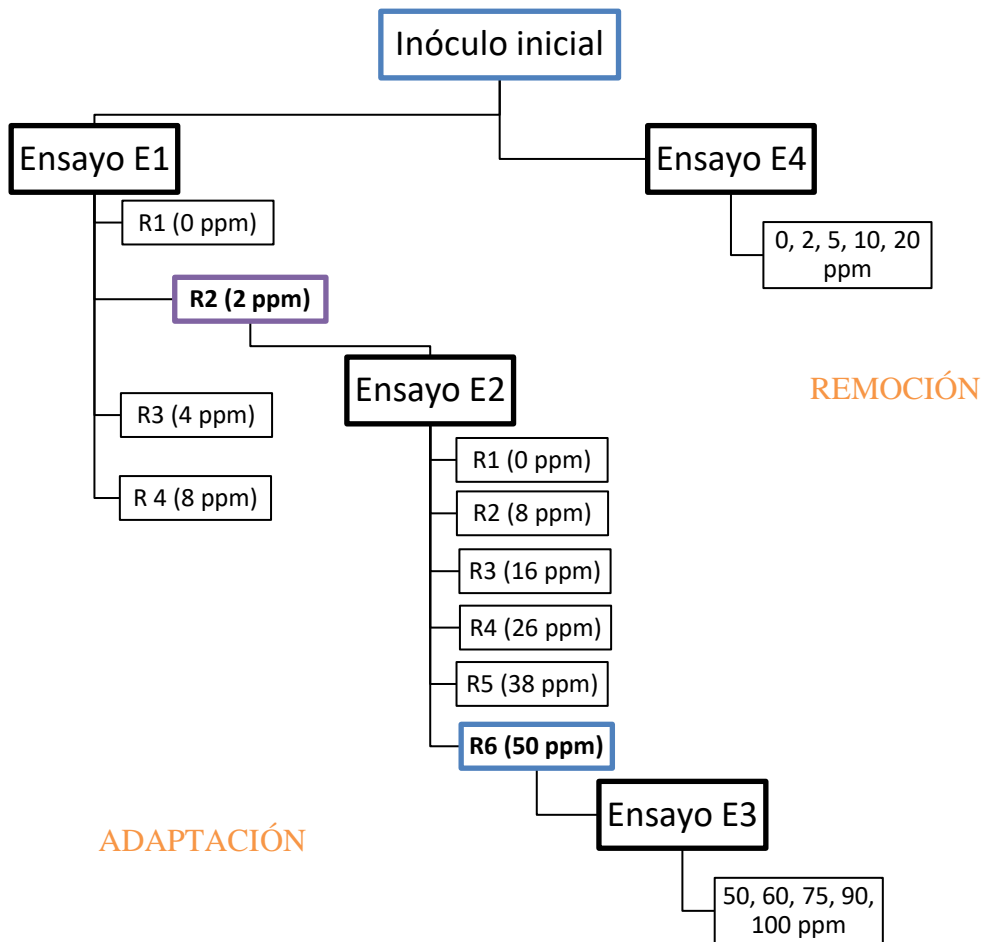 Inóculo inicial
Ensayo E1
Ensayo E4
R1 (0 ppm)
0, 2, 5, 10, 20
ppm
R2 (2 ppm)
Ensayo E2
REMOCIÓN
R3 (4 ppm)
R1 (0 ppm)
R 4 (8 ppm)
R2 (8 ppm)
R3 (16 ppm)
R4 (26 ppm)
R5 (38 ppm)
R6 (50 ppm)
Ensayo E3
ADAPTACIÓN
50, 60, 75, 90,
100 ppm